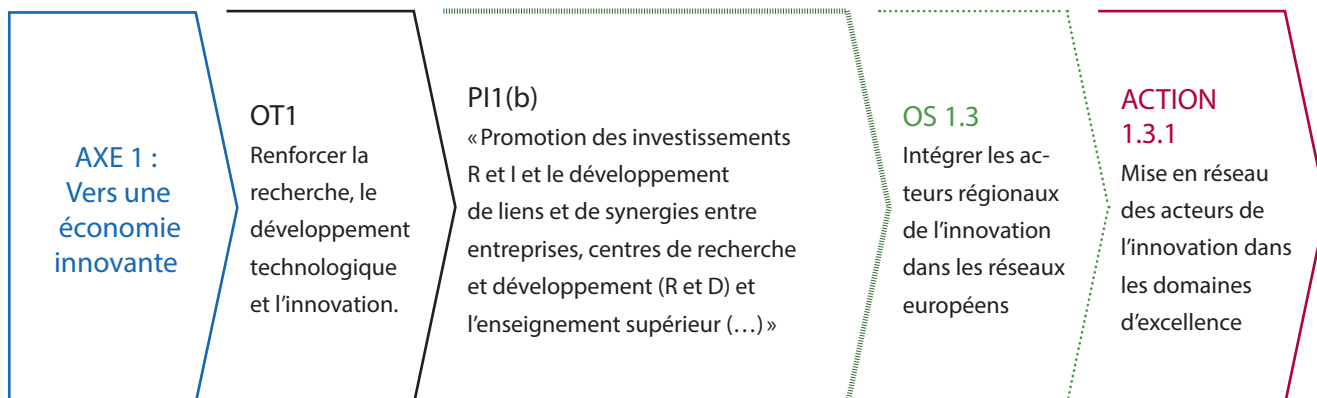 AXE 1 :
Vers une
économie
innovante
OT1
Renforcer la
recherche, le
développement
technologique
et l’innovation.
PI1(b)
«Promotion des investissements
R et I et le développement
de liens et de synergies entre
entreprises, centres de recherche
et développement (R et D) et
l’enseignement supérieur (…)»
OS 1.3
Intégrer les ac-
teurs régionaux
de l’innovation
dans les réseaux
européens
ACTION
1.3.1
Mise en réseau
des acteurs de
l’innovation dans
les domaines
d’excellence